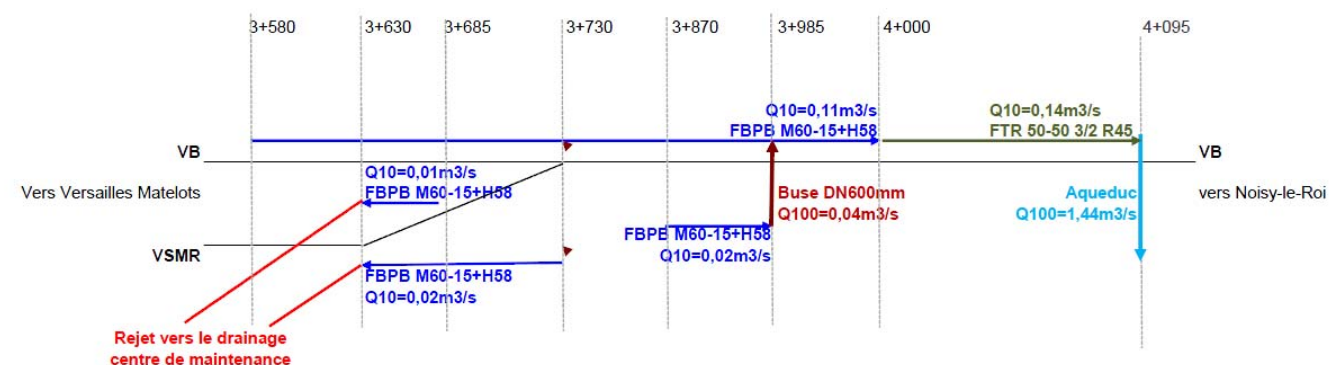 3+580
3+630
3+685
3+730
3+870
3+985
4+000
4+095
Q10=0,11m3/s
FBPB M60-15+H58
Q10=0,14m3/s
FTR 50-50 3/2 R45
VB
VB
Vers Versailles Matelots
Q10=0,01m3/s
FBPB M60-15+H58
Buse DN600mm
Q100=0,04m3/s
Aqueduc
Q100=1,44m3/s
vers Noisy-le-Roi
FBPB M60-15+H58
Q10=0,02m3/s
VSMR
FBPB M60-15+H58
Q10=0,02m3/s
Rejet vers le drainage
centre de maintenance